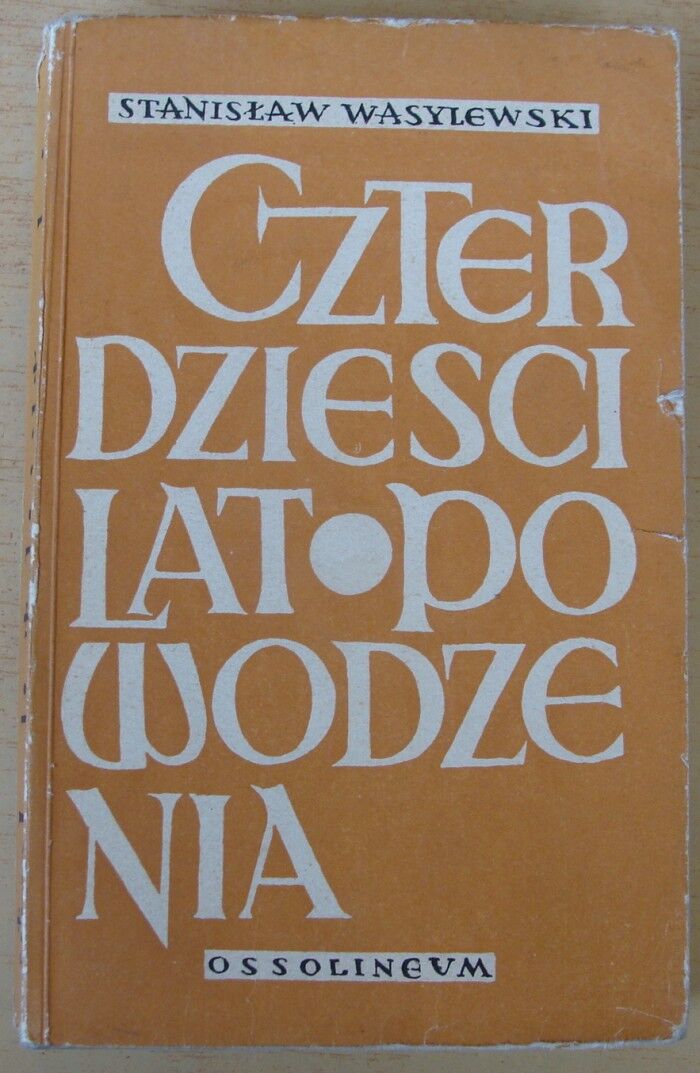 STANISŁAW WASYLEWSKI
CZTER
DZIESCI
LAT•PO
WODZE
NIA
OSSOLINEUM